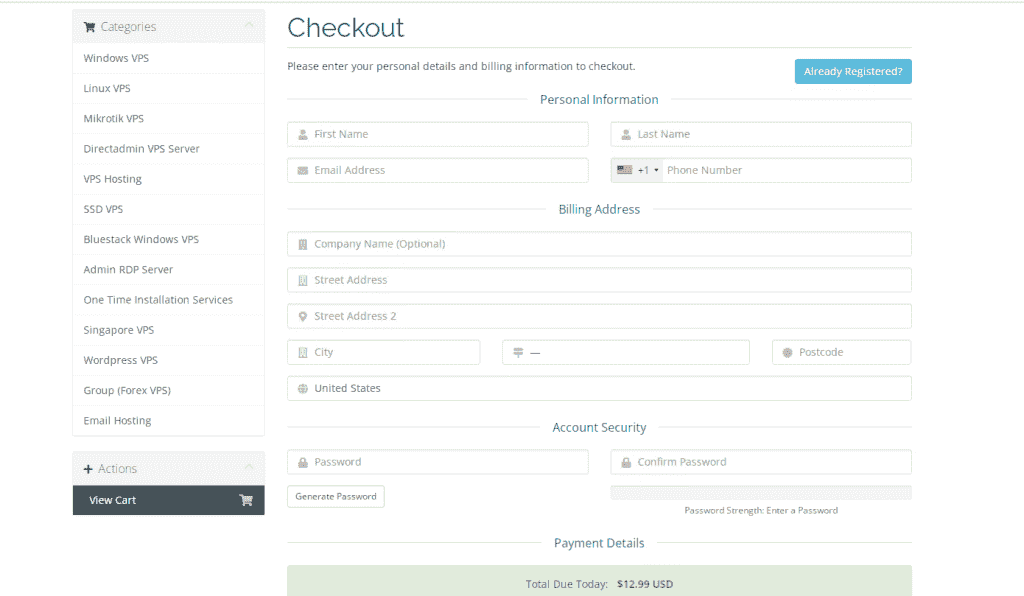 Categories
Windows VPS
Linux VPS
Mikrotik VPS
Directadmin VPS Server
VPS Hosting
SSD VPS
Bluestack Windows VPS
Admin RDP Server
One Time Installation Services
Singapore VPS
Wordpress VPS
Group (Forex VPS)
Email Hosting
Actions
View Cart
Checkout
Please enter your personal details and billing information to checkout.
Already Registered?
Personal Information
First Name
Last Name
Email Address
+1
Phone Number
Billing Address
Company Name (Optional)
Street Address
Street Address 2
City
—
Postcode
United States
Account Security
Password
Confirm Password
Generate Password
Password Strength: Enter a Password
Payment Details
Total Due Today: $12.99 USD